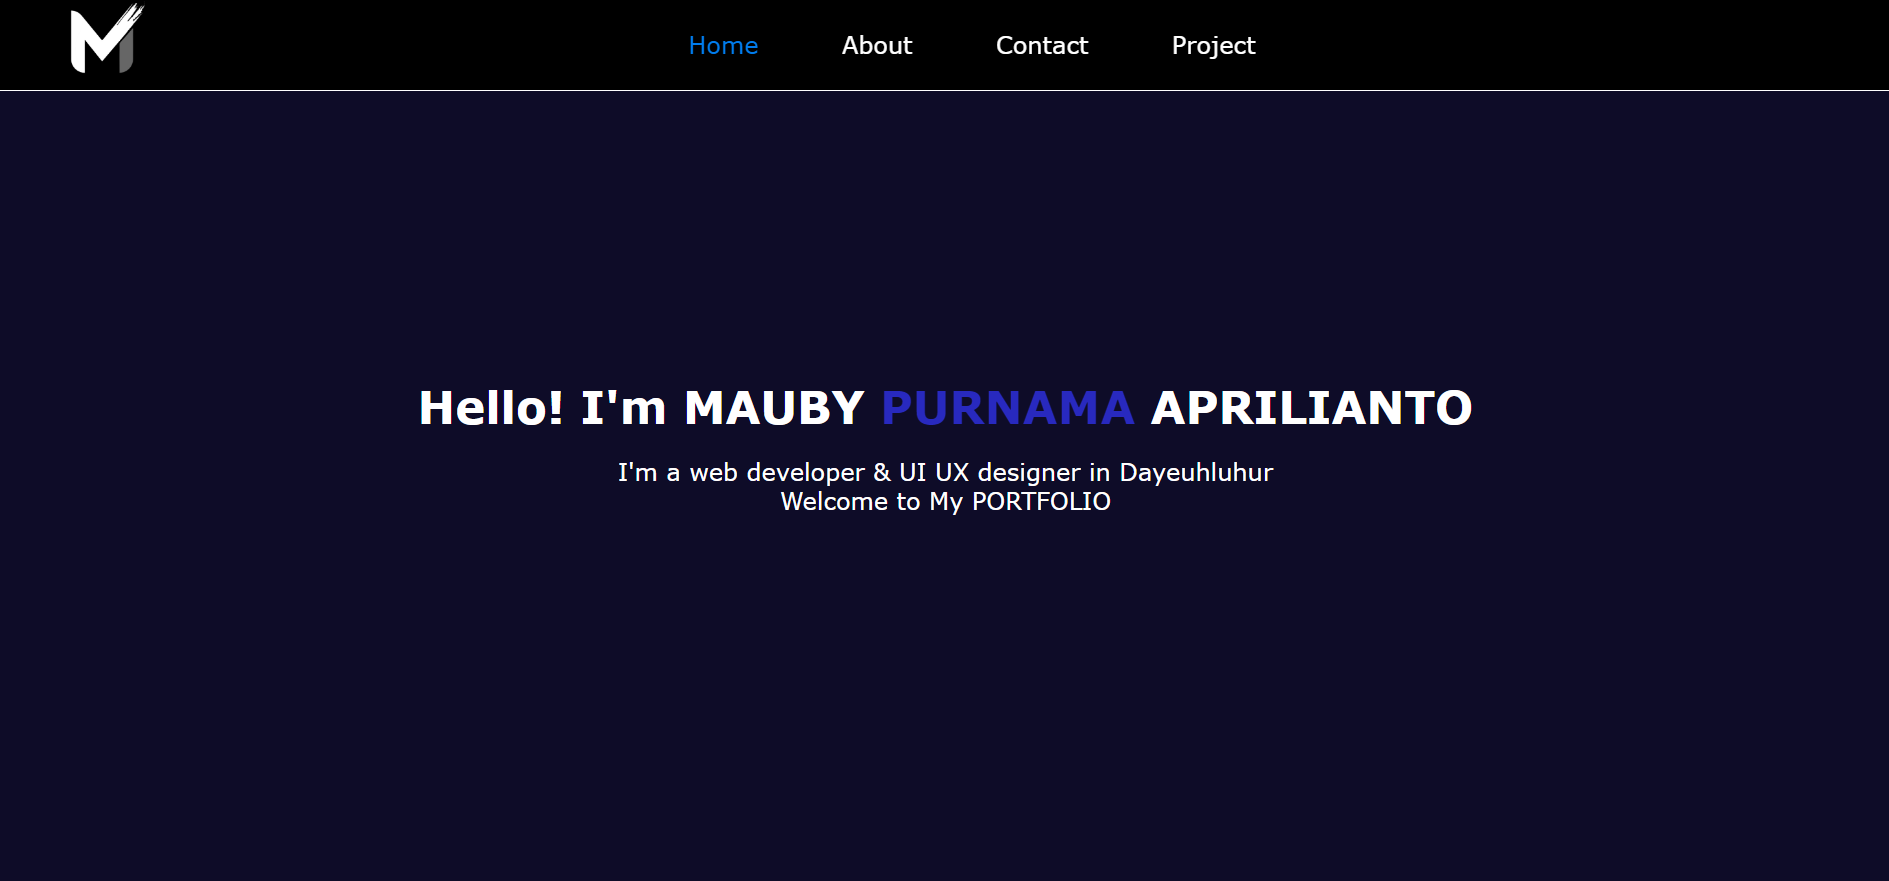 Home About Contact Project
Hello! I'm MAUBY PURNAMA APRILIANTO
I'm a web developer & UI UX designer in Dayeuhluhur
Welcome to My PORTFOLIO